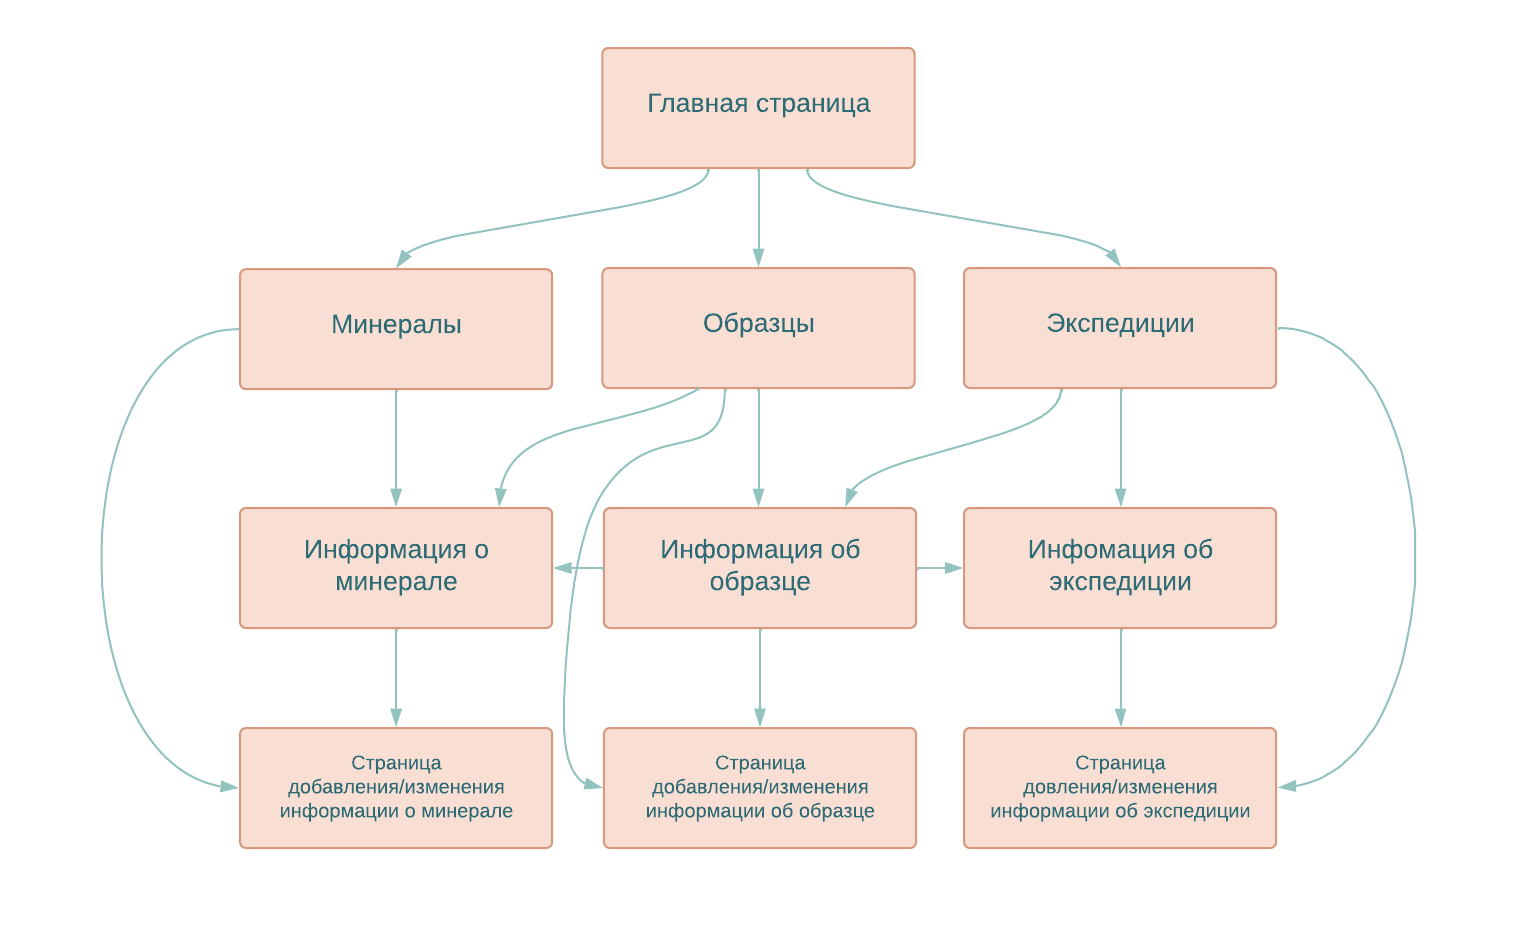 Главная страница
Минералы
Образцы
Экспедиции
Информация о
минерале
Информация об
образце
Инфомация об
экспедиции
Страница
добавления/изменения
информации о минерале
Страница
добавления/изменения
информации об образце
Страница
довления/изменения
информации об экспедиции